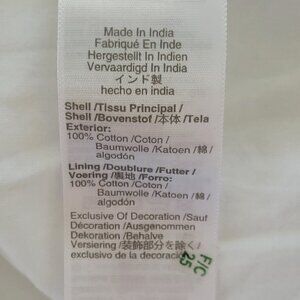 Made In India
Fabriqué En Inde
Hergestellt In Indien
Vervaardigd In India
インド製
hecho en india
Shell /Tissu Principal /
Shell /Bovenstof /本体 /Tela
Exterior:
100% Cotton /Coton /
Baumwolle /Katoen /綿 /
algodón
Lining /Doublure /Futter /
Voering /裏地 /Forro:
100% Cotton /Coton /
Baumwolle /Katoen /綿 /
algodón
Exclusive Of Decoration /Sauf
Décoration /Ausgenommen
Dekoration /Behalve
Versiering /装飾部分を除く /
exclusivo de la decoración
F/C
25